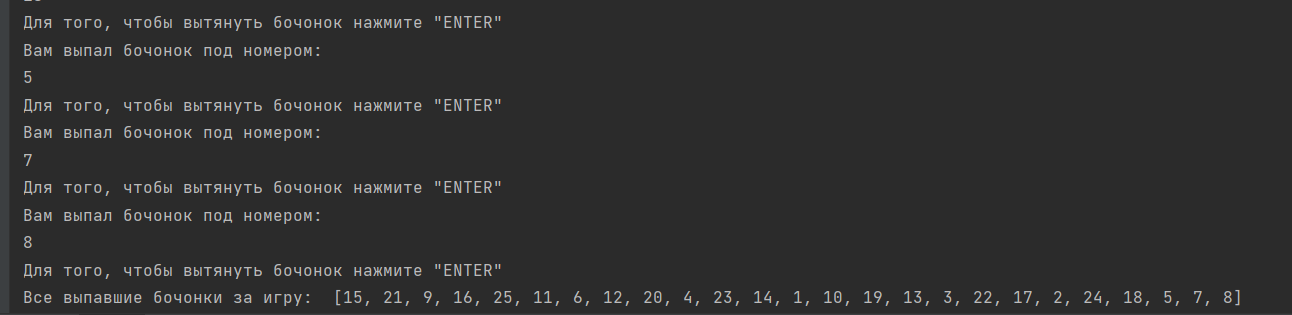 Для того, чтобы вытянуть бочонок нажмите "ENTER"
Вам выпал бочонок под номером:
5
Для того, чтобы вытянуть бочонок нажмите "ENTER"
Вам выпал бочонок под номером:
7
Для того, чтобы вытянуть бочонок нажмите "ENTER"
Вам выпал бочонок под номером:
8
Для того, чтобы вытянуть бочонок нажмите "ENTER"
Все выпавшие бочонки за игру:  [15, 21, 9, 16, 25, 11, 6, 12, 20, 4, 23, 14, 1, 10, 19, 13, 3, 22, 17, 2, 24, 18, 5, 7, 8]